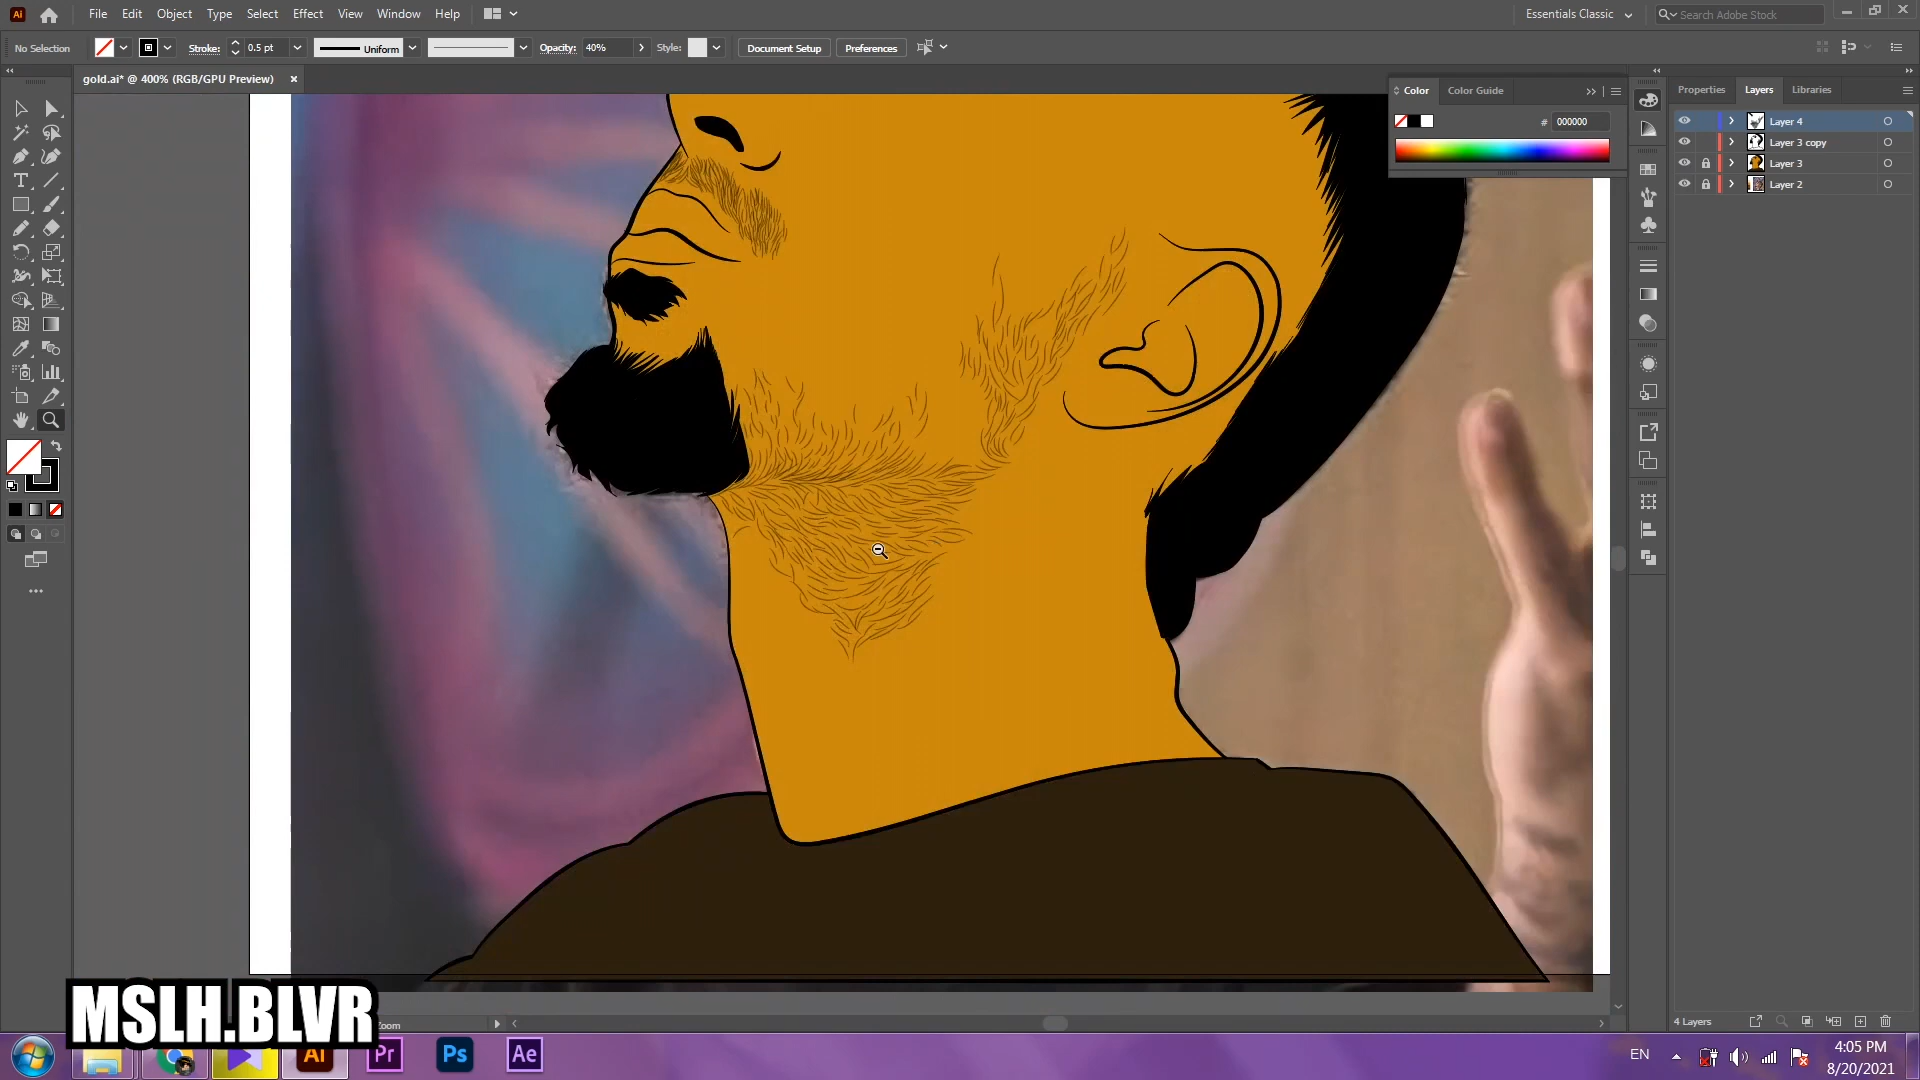 Ai File Edit Object Type Select Effect View Window Help Essentials Classic Search Adobe Stock
No Selection Stroke: 0.5 pt Uniform Opacity: 40% Style: Document Setup Preferences
gold.ai* @ 400% (RGB/GPU Preview)
Color Color Guide
# 000000
Properties Layers Libraries
Layer 4
Layer 3 copy
Layer 3
Layer 2
4 Layers
Zoom
MSLH.BLVR
Ai Pr Ps Ae
EN
4:05 PM
8/20/2021